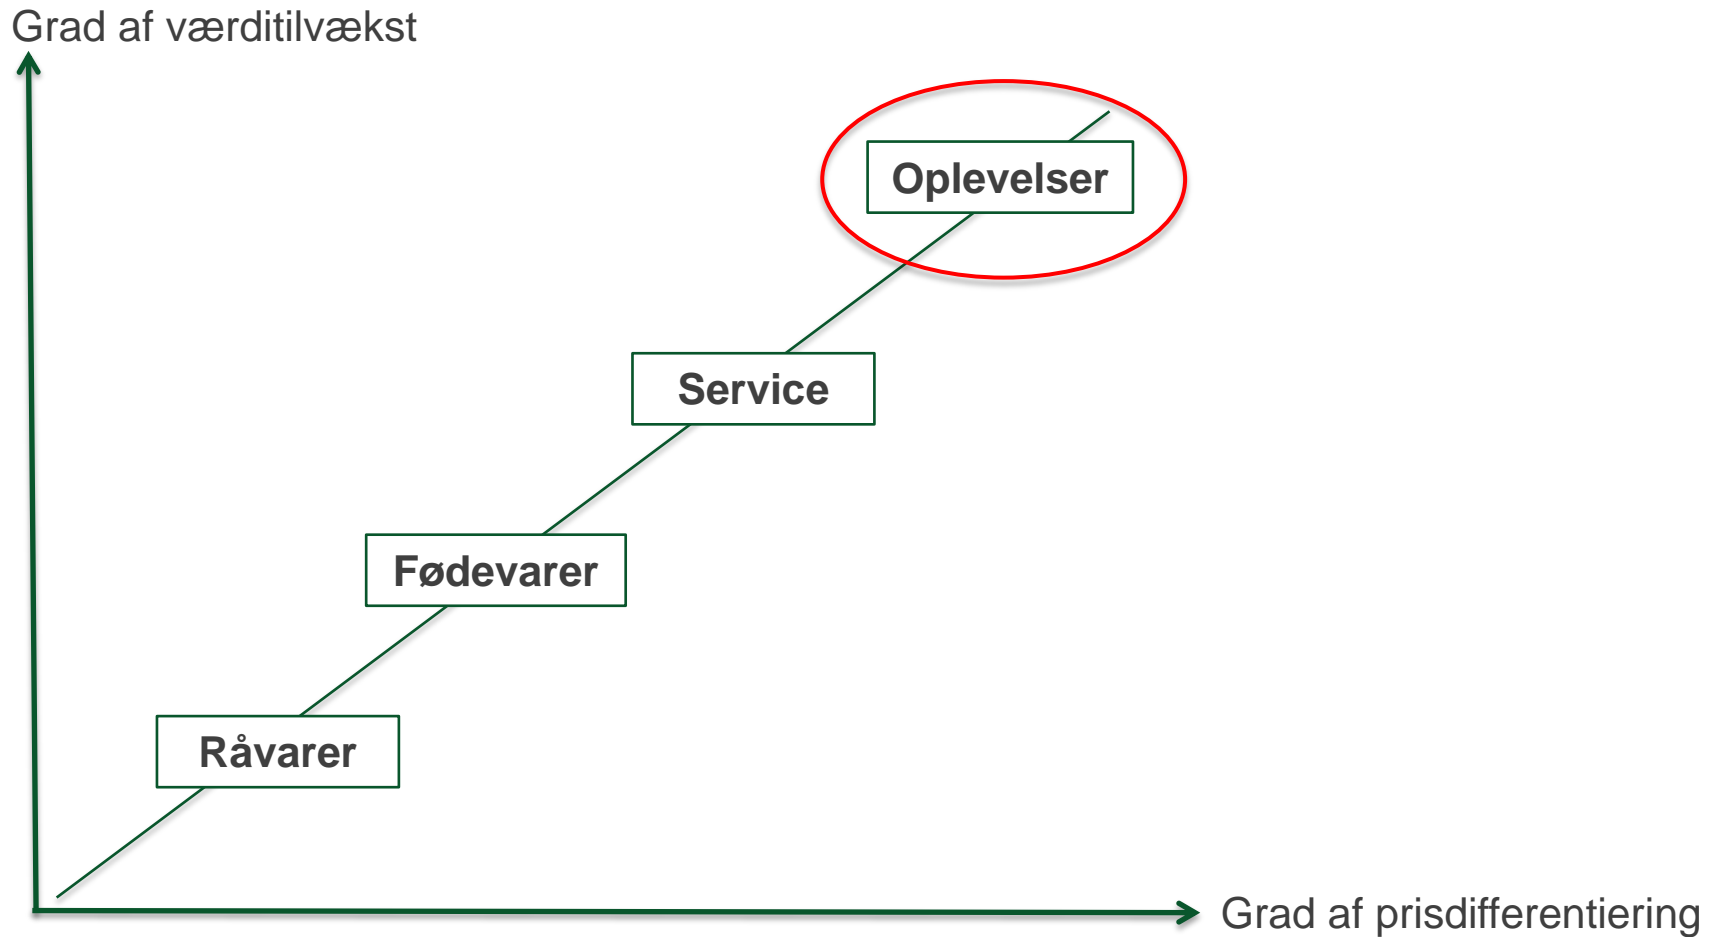 Grad af værditilvækst
Oplevelser
Service
Fødevarer
Råvarer
Grad af prisdifferentiering